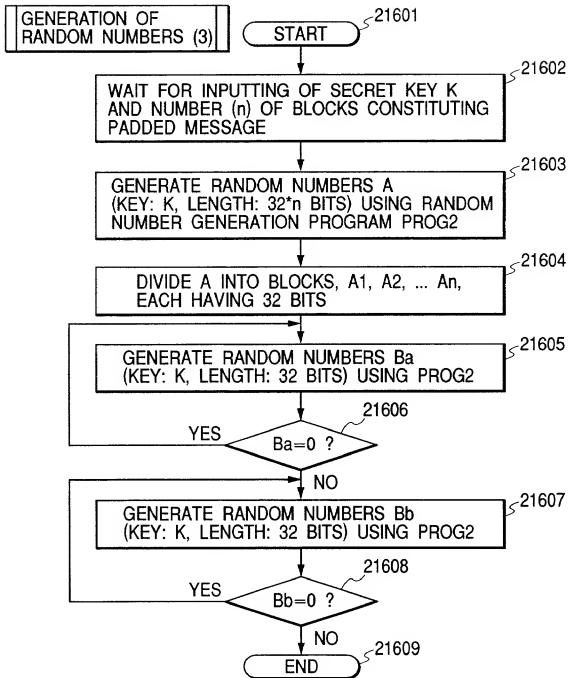 GENERATION OF
RANDOM NUMBERS (3)
START
21601
WAIT FOR INPUTTING OF SECRET KEY K
AND NUMBER (n) OF BLOCKS CONSTITUTING
PADDED MESSAGE
21602
GENERATE RANDOM NUMBERS A
(KEY: K, LENGTH: 32*n BITS) USING RANDOM
NUMBER GENERATION PROGRAM PROG2
21603
DIVIDE A INTO BLOCKS, A1, A2, ... An,
EACH HAVING 32 BITS
21604
GENERATE RANDOM NUMBERS Ba
(KEY: K, LENGTH: 32 BITS) USING PROG2
21605
Ba=0 ?
21606
YES
NO
GENERATE RANDOM NUMBERS Bb
(KEY: K, LENGTH: 32 BITS) USING PROG2
21607
Bb=0 ?
21608
YES
NO
END
21609